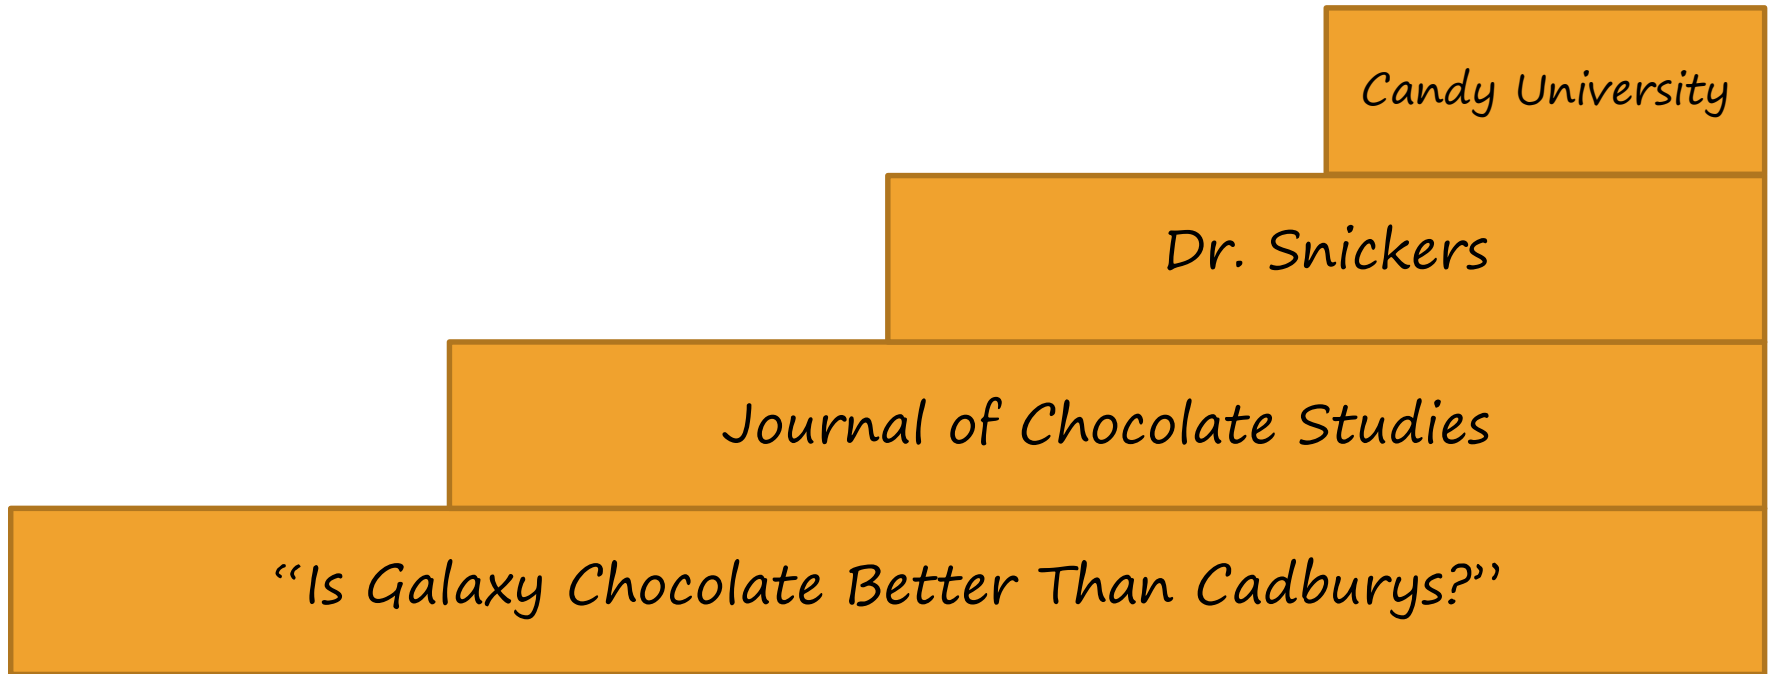 Candy University
Dr. Snickers
Journal of Chocolate Studies
“Is Galaxy Chocolate Better Than Cadburys?”